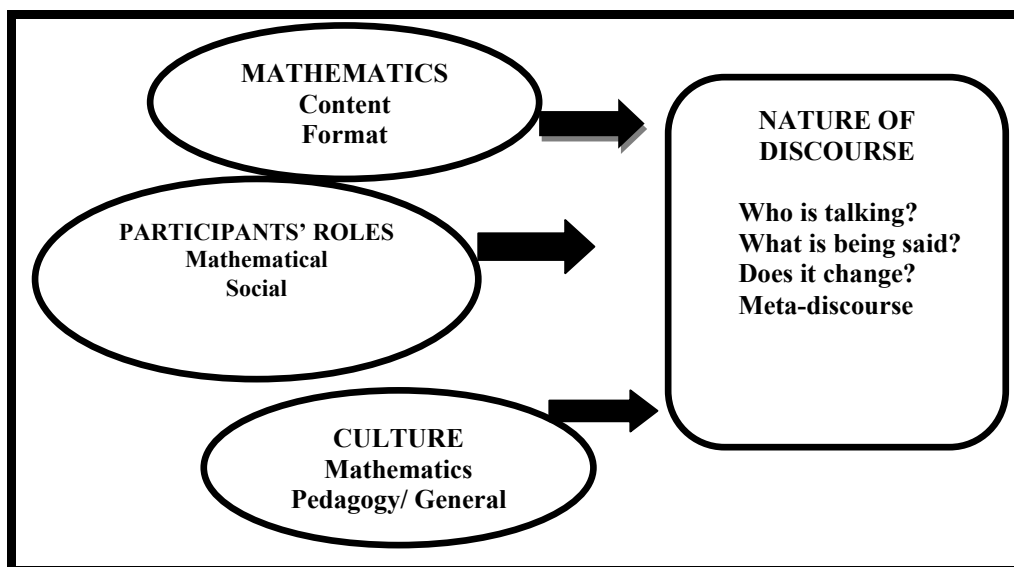 MATHEMATICS
Content
Format
PARTICIPANTS’ ROLES
Mathematical
Social
CULTURE
Mathematics
Pedagogy/ General
NATURE OF
DISCOURSE
Who is talking?
What is being said?
Does it change?
Meta-discourse